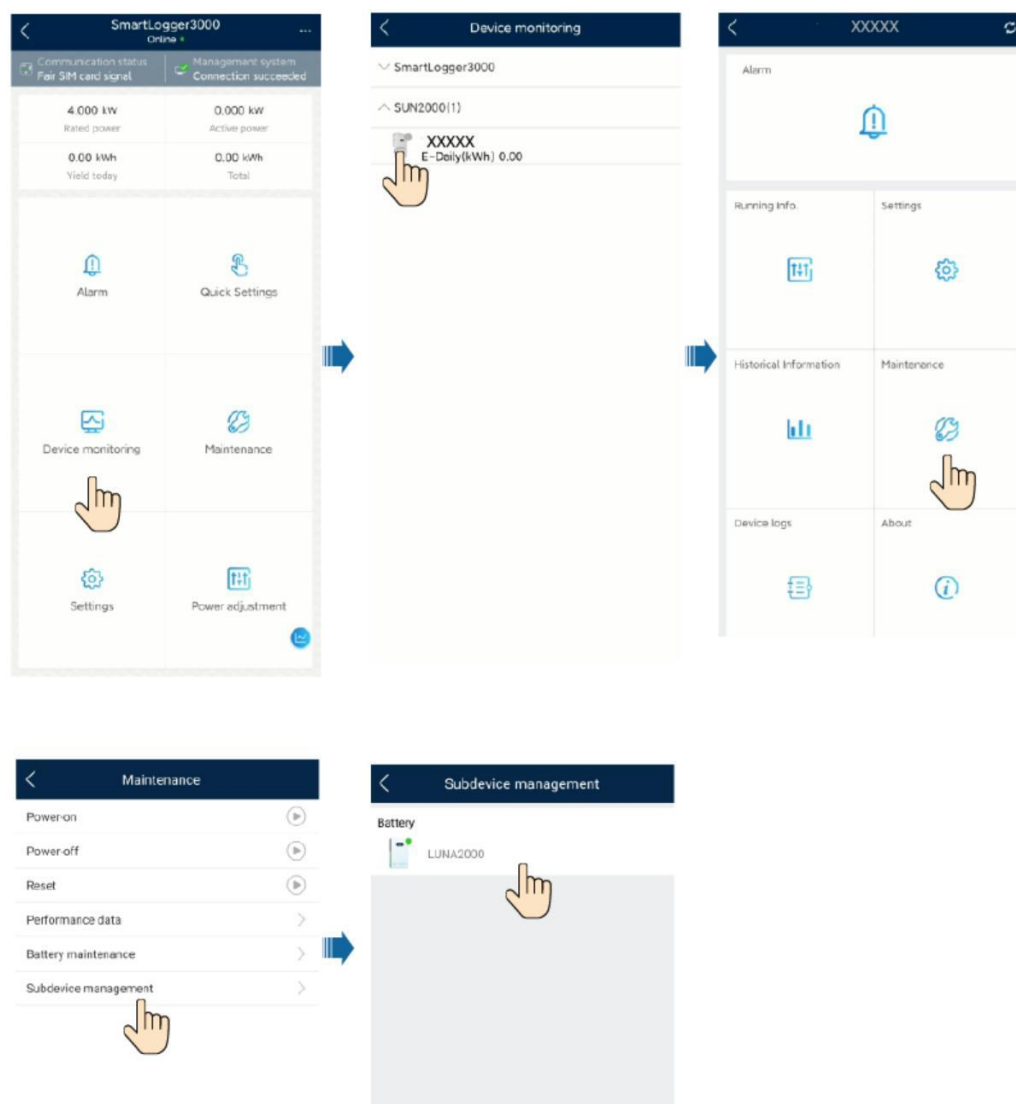 SmartLogger3000
Online
...
Communication status
Fair SIM card signal
Management system
Connection succeeded
4.000 kW
Rated power
0.000 kW
Active power
0.00 kWh
Yield today
0.00 kWh
Total
Alarm
Quick Settings
Device monitoring
Maintenance
Settings
Power adjustment
Device monitoring
SmartLogger3000
SUN2000(1)
XXXXX
E-Daily(kWh) 0.00
XXXXX
Alarm
Running Info.
Settings
Historical Information
Maintenance
Device logs
About
Maintenance
Power-on
Power-off
Reset
Performance data
Battery maintenance
Subdevice management
Subdevice management
Battery
LUNA2000